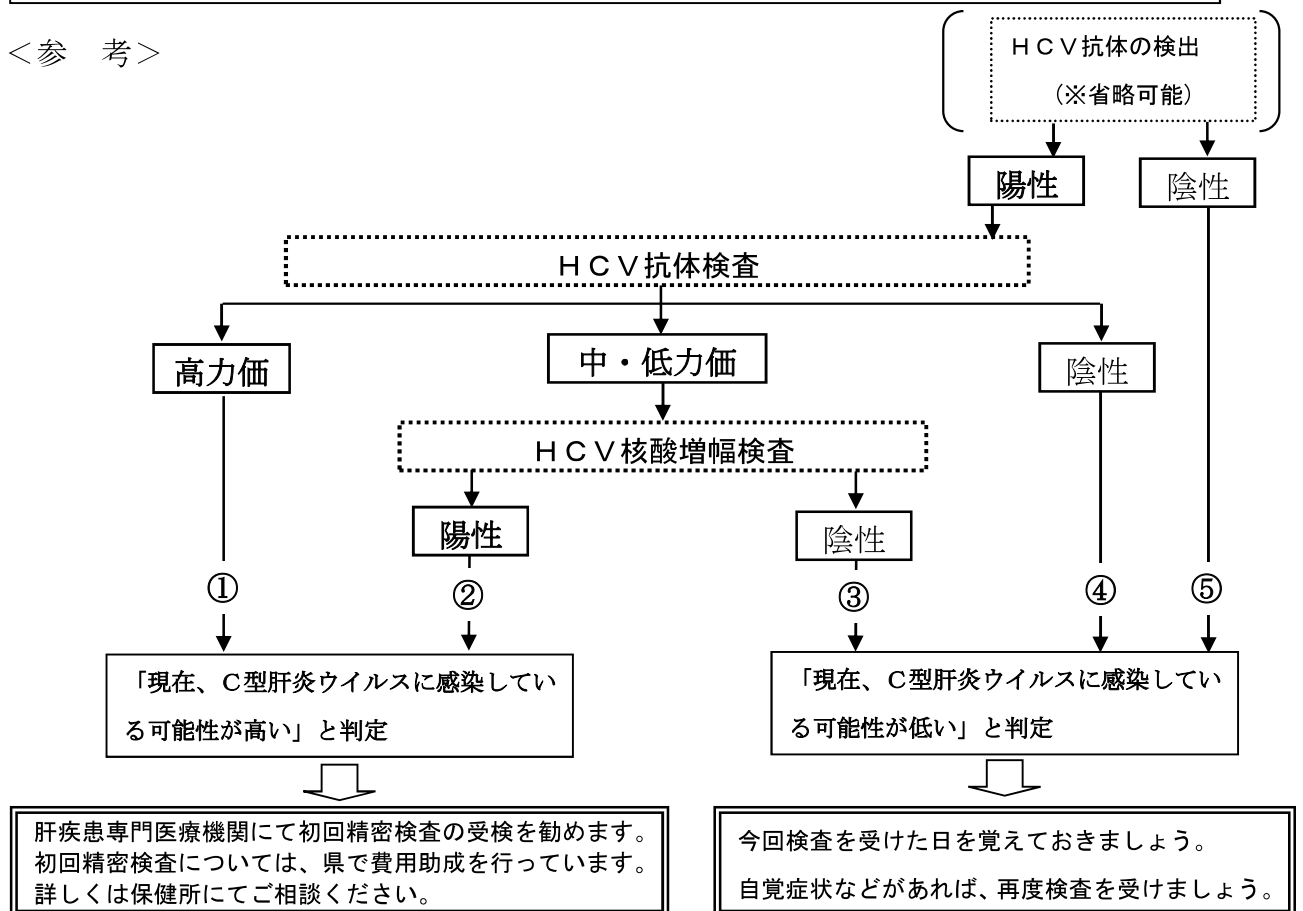 ＜参　考＞
ＨＣＶ抗体の検出
（※省略可能）
陽性
陰性
ＨＣＶ抗体検査
高力価
中・低力価
陰性
ＨＣＶ核酸増幅検査
陽性
陰性
①
②
③
④
⑤
「現在、Ｃ型肝炎ウイルスに感染してい
る可能性が高い」と判定
「現在、Ｃ型肝炎ウイルスに感染してい
る可能性が低い」と判定
肝疾患専門医療機関にて初回精密検査の受検を勧めます。
初回精密検査については、県で費用助成を行っています。
詳しくは保健所にてご相談ください。
今回検査を受けた日を覚えておきましょう。
自覚症状などがあれば、再度検査を受けましょう。